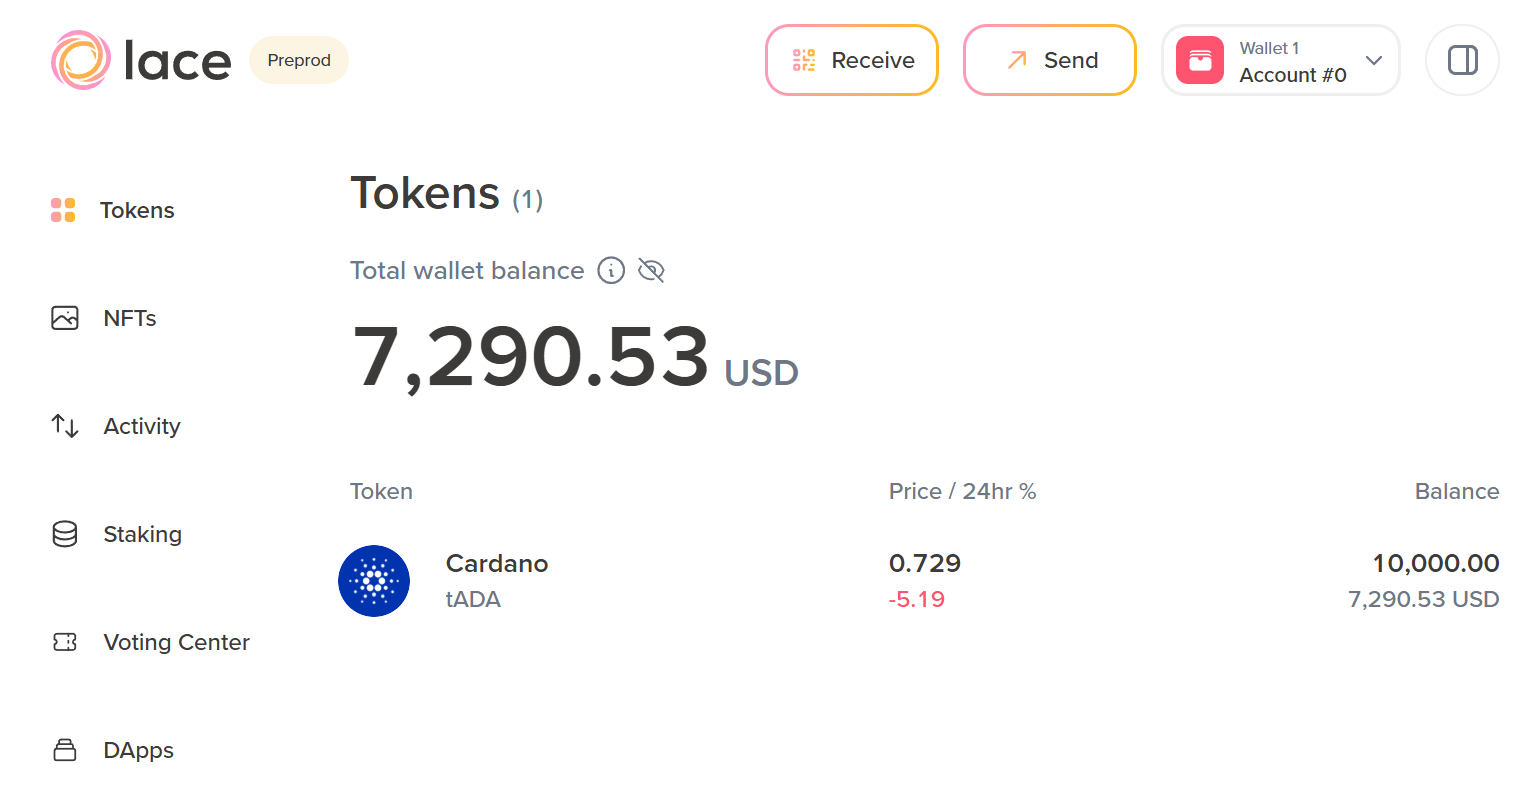 lace Preprod
Receive
Send
Wallet 1
Account #0
Tokens
NFTs
Activity
Staking
Voting Center
DApps
Tokens (1)
Total wallet balance
7,290.53 USD
Token Price / 24hr % Balance
Cardano 0.729 10,000.00
tADA -5.19 7,290.53 USD